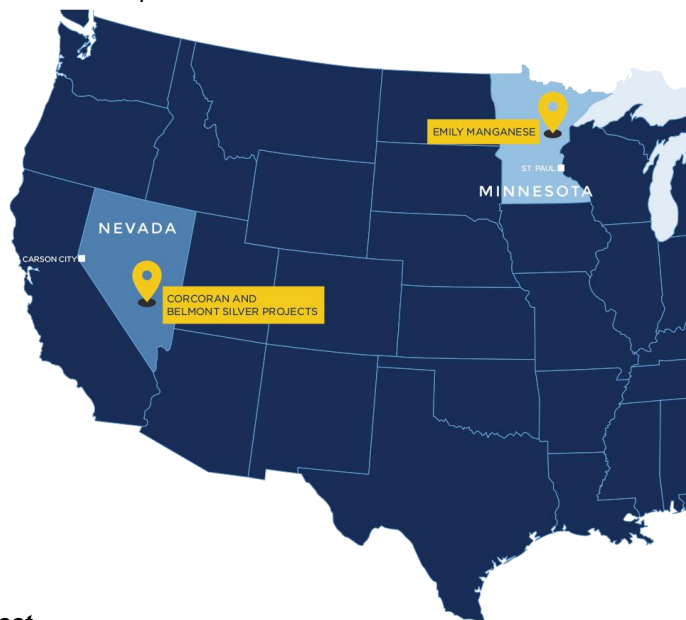 EMILY MANGANESE
ST. PAUL
MINNESOTA
NEVADA
CARSON CITY
CORCORAN AND
BELMONT SILVER PROJECTS